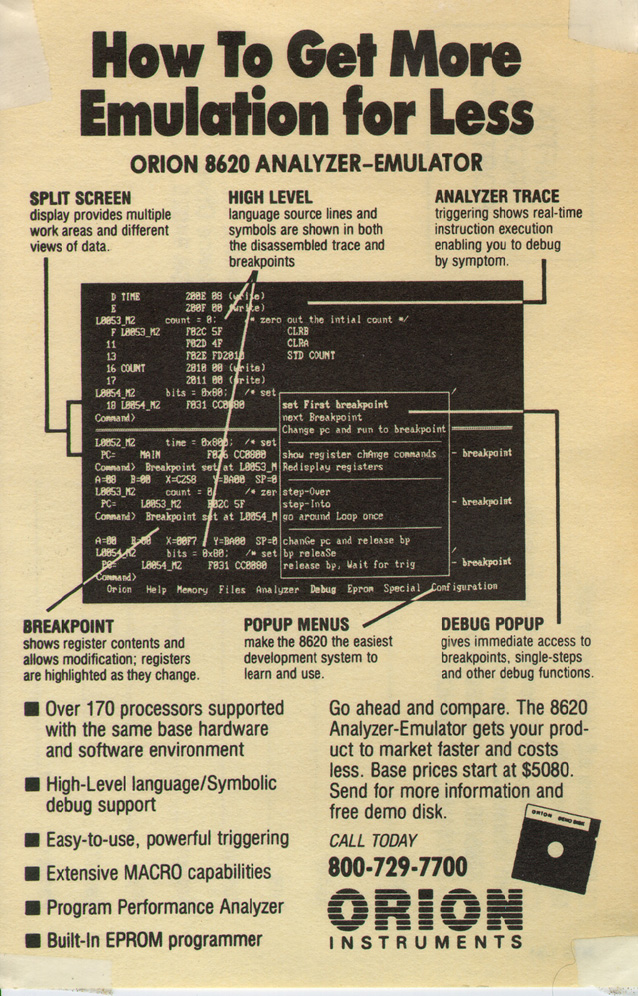 How To Get More
Emulation for Less
ORION 8620 ANALYZER–EMULATOR
SPLIT SCREEN
display provides multiple
work areas and different
views of data.
HIGH LEVEL
language source lines and
symbols are shown in both
the disassembled trace and
breakpoints
ANALYZER TRACE
triggering shows real-time
instruction execution
enabling you to debug
by symptom.
D TIME 200E 00 (write)
E 200F 00 (write)
L0053_M2 count = 0; /* zero out the intial count */
F L0053_M2 F02C 5F CLRB
11 F02D 4F CLRA
13 F02E FD2010 STD COUNT
16 COUNT 2010 00 (write)
17 2011 00 (write)
L0054_M2 bits = 0x80; /* set
18 L0054_M2 F031 CC0080
Command>
L0052_M2 time = 0x800; /* set
PC= MAIN F026 CC0800
Command> Breakpoint set at L0053_M
A=08 B=00 X=C258 Y=BA00 SP=0
L0053_M2 count = 0 /* zer
PC= L0053_M2 F02C 5F
Command> Breakpoint set at L0054_M
A=00 B=00 X=00F7 Y=BA00 SP=0
L0054_M2 bits = 0x80; /* set
PC= L0054_M2 F031 CC0080
Command>
set First breakpoint
next Breakpoint
Change pc and run to breakpoint
show register chAnge commands
Redisplay registers
step-Over
step-Into
go around Loop once
chanGe pc and release bp
bp releaSe
release bp, Wait for trig
- breakpoint
- breakpoint
- breakpoint
Orion Help Memory Files Analyzer Debug Eprom Special Configuration
BREAKPOINT
shows register contents and
allows modification; registers
are highlighted as they change.
POPUP MENUS
make the 8620 the easiest
development system to
learn and use.
DEBUG POPUP
gives immediate access to
breakpoints, single-steps
and other debug functions.
■ Over 170 processors supported
with the same base hardware
and software environment
■ High-Level language/Symbolic
debug support
■ Easy-to-use, powerful triggering
■ Extensive MACRO capabilities
■ Program Performance Analyzer
■ Built-In EPROM programmer
Go ahead and compare. The 8620
Analyzer-Emulator gets your prod-
uct to market faster and costs
less. Base prices start at $5080.
Send for more information and
free demo disk.
CALL TODAY
800-729-7700
ORION DEMO DISK
ORION
INSTRUMENTS